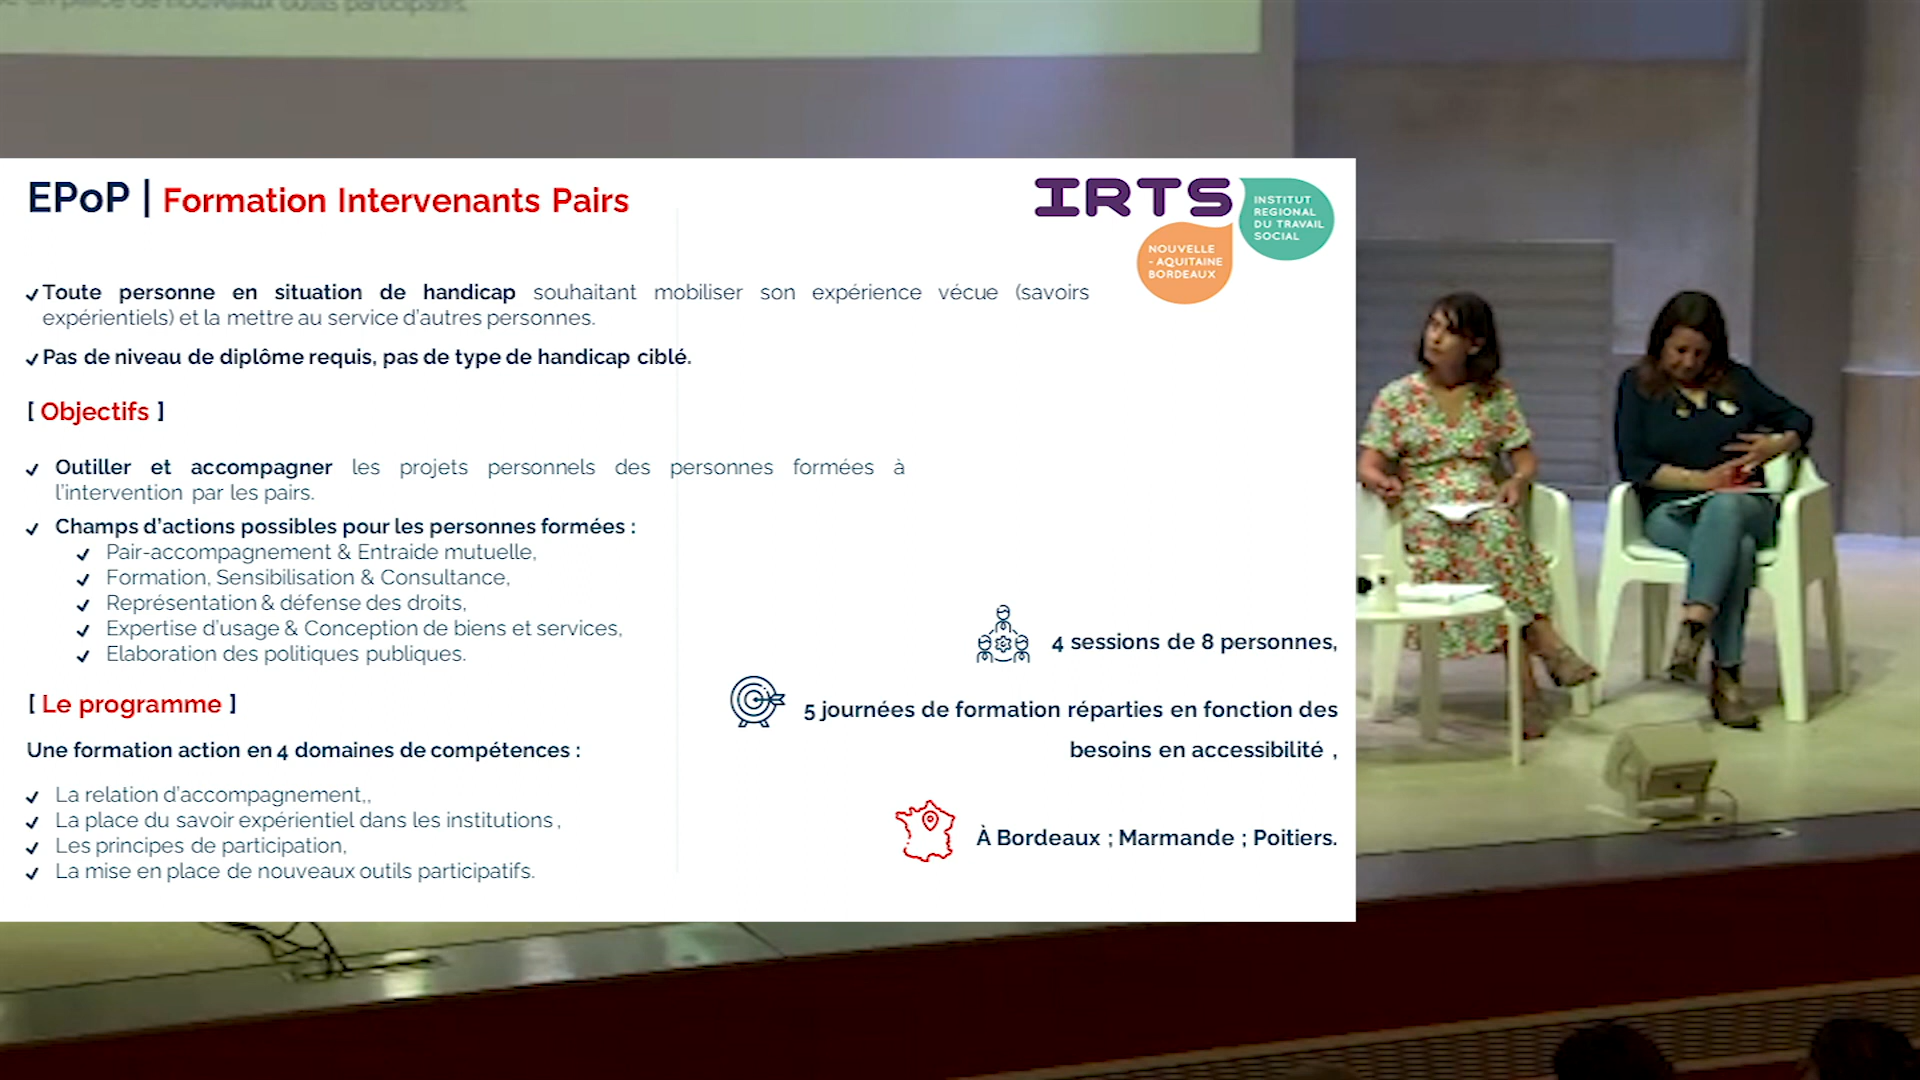 EPoP | Formation Intervenants Pairs
IRTS
INSTITUT
REGIONAL
DU TRAVAIL
SOCIAL
NOUVELLE
- AQUITAINE
BORDEAUX
Toute personne en situation de handicap souhaitant mobiliser son expérience vécue (savoirs
expérientiels) et la mettre au service d'autres personnes.
Pas de niveau de diplôme requis, pas de type de handicap ciblé.
[ Objectifs ]
Outiller et accompagner les projets personnels des personnes formées à
l'intervention par les pairs.
Champs d'actions possibles pour les personnes formées :
Pair-accompagnement & Entraide mutuelle,
Formation, Sensibilisation & Consultance,
Représentation & défense des droits,
Expertise d'usage & Conception de biens et services,
Elaboration des politiques publiques.
[ Le programme ]
Une formation action en 4 domaines de compétences :
La relation d'accompagnement,,
La place du savoir expérientiel dans les institutions ,
Les principes de participation,
La mise en place de nouveaux outils participatifs.
4 sessions de 8 personnes,
5 journées de formation réparties en fonction des
besoins en accessibilité ,
À Bordeaux ; Marmande ; Poitiers.